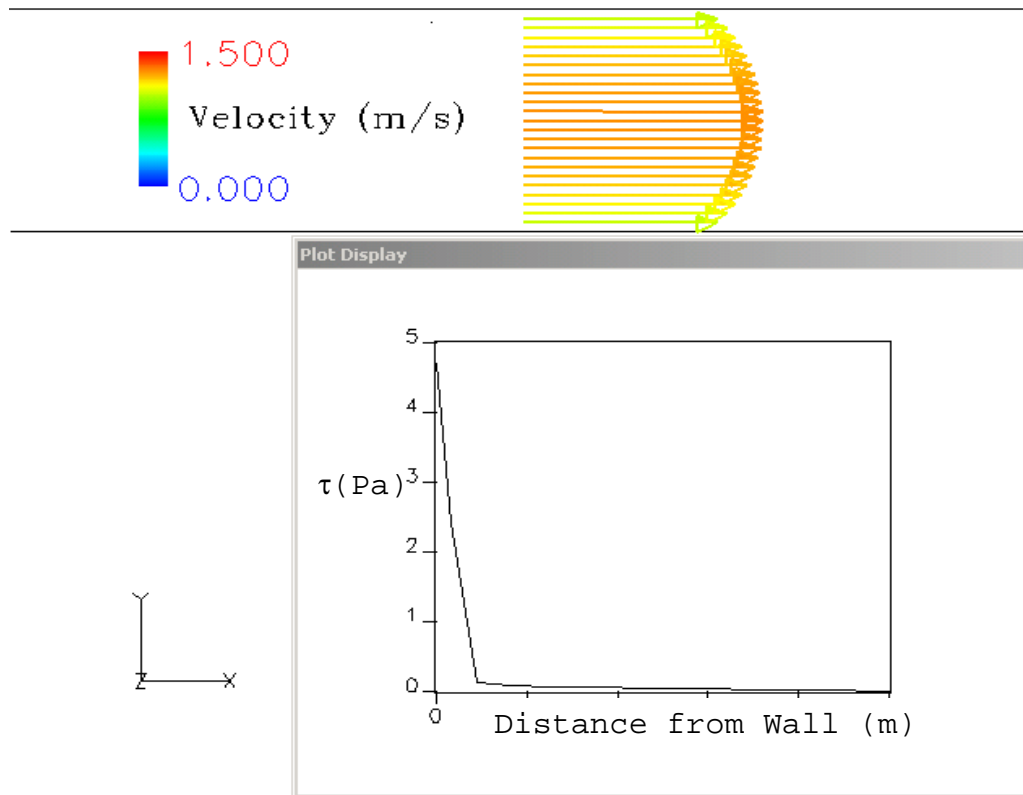 1.500
Velocity (m/s)
0.000
Plot Display
5
4
3
τ(Pa)
2
1
0
0
Distance from Wall (m)
Y
Z
X